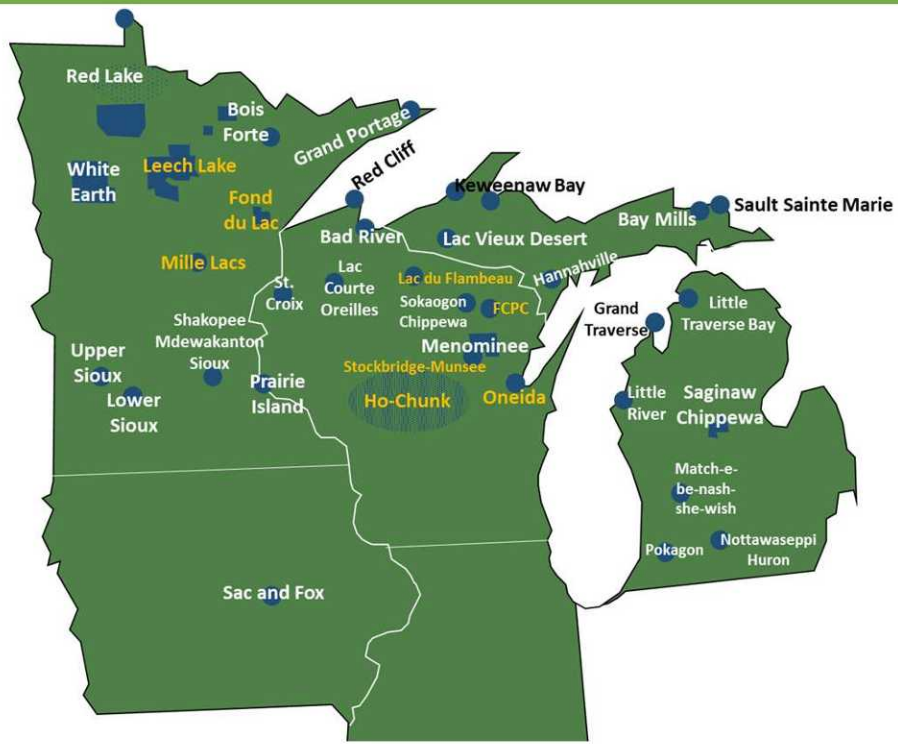 Red Lake
Bois
Forte
Grand Portage
Red Cliff
Keweenaw Bay
White
Earth
Leech Lake
Fond
du Lac
Bad River
Lac Vieux Desert
Bay Mills
Sault Sainte Marie
Mille Lacs
St.
Croix
Lac
Courte
Oreilles
Lac du Flambeau
Hannahville
Sokaogon
Chippewa
FCPC
Grand
Traverse
Little
Traverse Bay
Shakopee
Mdewakanton
Sioux
Menominee
Upper
Sioux
Stockbridge-Munsee
Lower
Sioux
Prairie
Island
Ho-Chunk
Oneida
Little
River
Saginaw
Chippewa
Match-e-
be-nash-
she-wish
Pokagon
Nottawaseppi
Huron
Sac and Fox